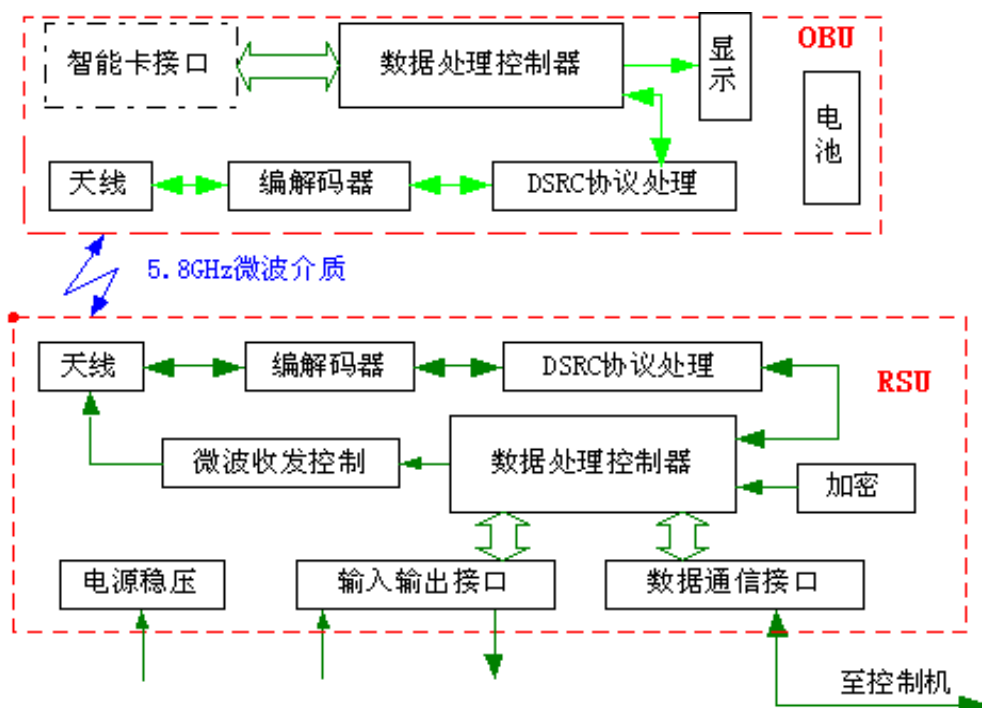 智能卡接口
数据处理控制器
显示
OBU
电池
天线
编解码器
DSRC协议处理
5.8GHz微波介质
天线
编解码器
DSRC协议处理
RSU
微波收发控制
数据处理控制器
加密
电源稳压
输入输出接口
数据通信接口
至控制机